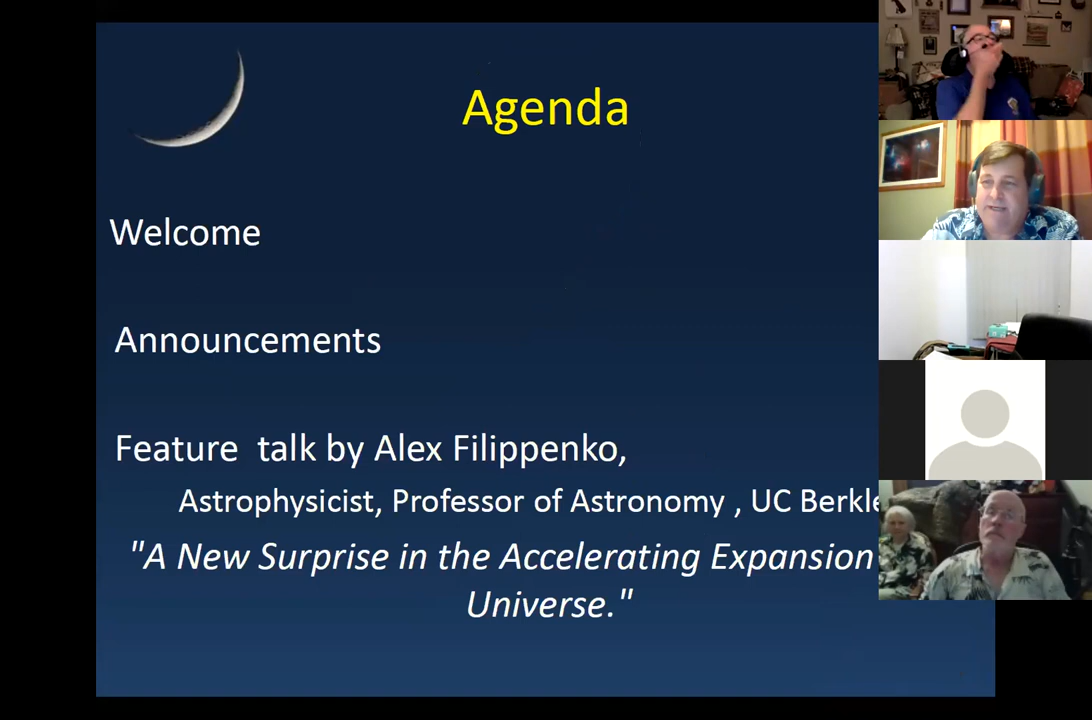 Agenda
Welcome
Announcements
Feature talk by Alex Filippenko,
Astrophysicist, Professor of Astronomy , UC Berkle
"A New Surprise in the Accelerating Expansion
Universe."